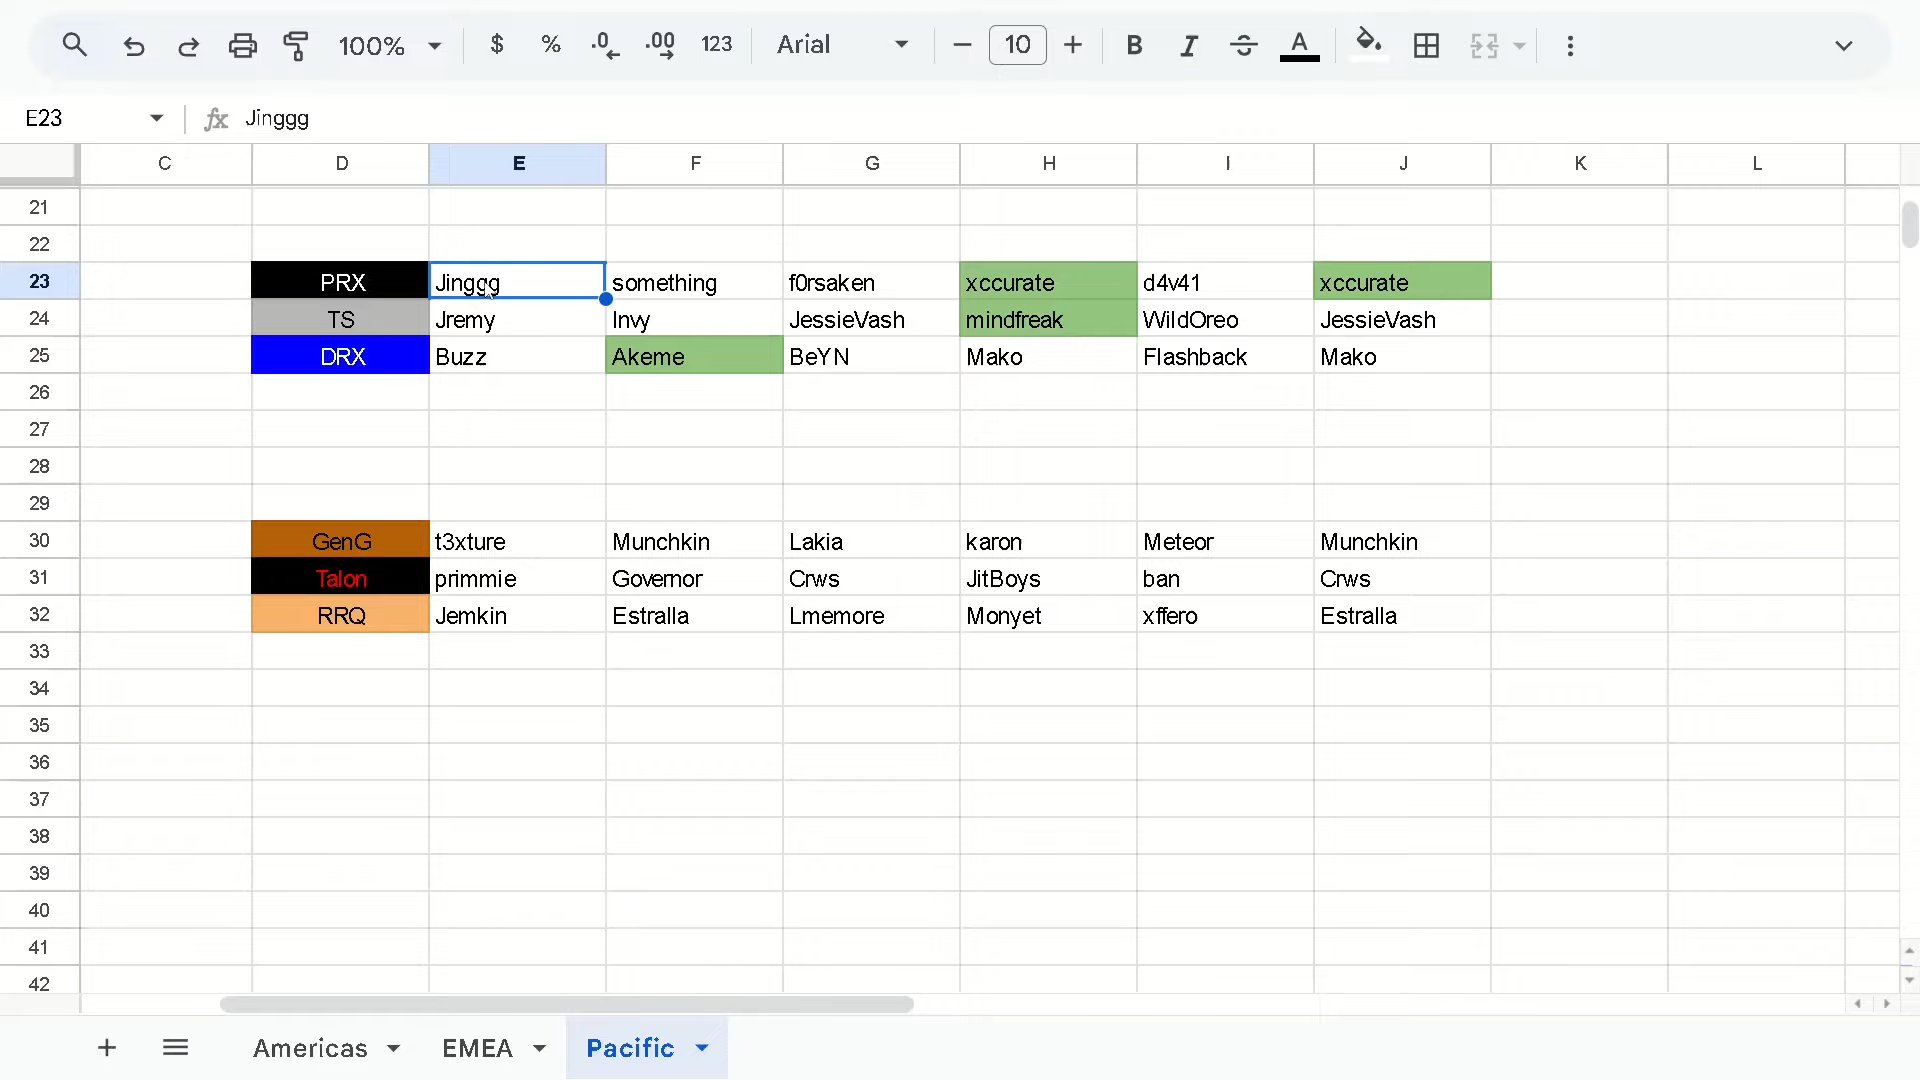 100% $ % .0 .00 123 Arial 10 B I S A
E23 fx Jinggg
C D E F G H I J K L
21
22
23 PRX Jinggg something f0rsaken xccurate d4v41 xccurate
24 TS Jremy Invy JessieVash mindfreak WildOreo JessieVash
25 DRX Buzz Akeme BeYN Mako Flashback Mako
26
27
28
29
30 GenG t3xture Munchkin Lakia karon Meteor Munchkin
31 Talon primmie Governor Crws JitBoys ban Crws
32 RRQ Jemkin Estralla Lmemore Monyet xffero Estralla
33
34
35
36
37
38
39
40
41
42
Americas EMEA Pacific